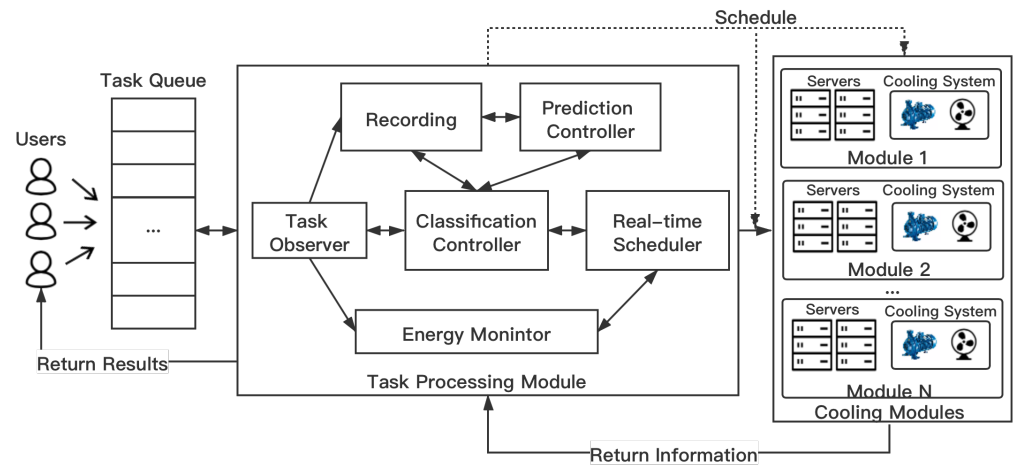 Schedule
Task Queue
Users
...
Recording
Prediction
Controller
Task
Observer
Classification
Controller
Real-time
Scheduler
Energy Monintor
Task Processing Module
Servers
Cooling System
Module 1
Servers
Cooling System
Module 2
...
Servers
Cooling System
Module N
Cooling Modules
Return Results
Return Information